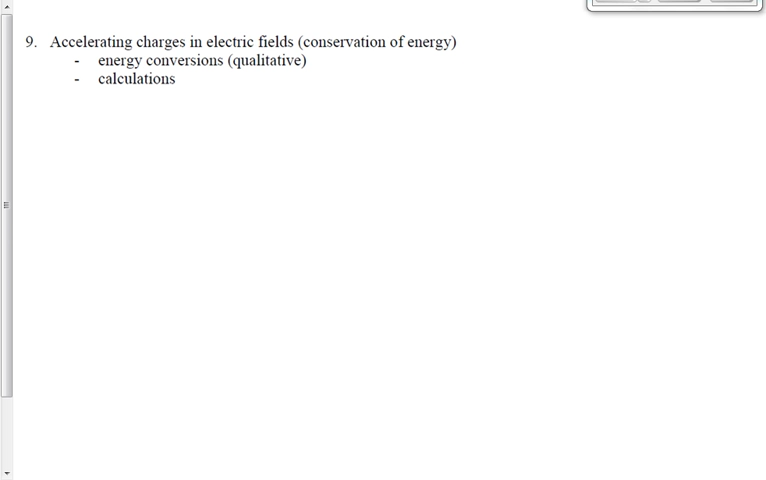 9. Accelerating charges in electric fields (conservation of energy)
- energy conversions (qualitative)
- calculations